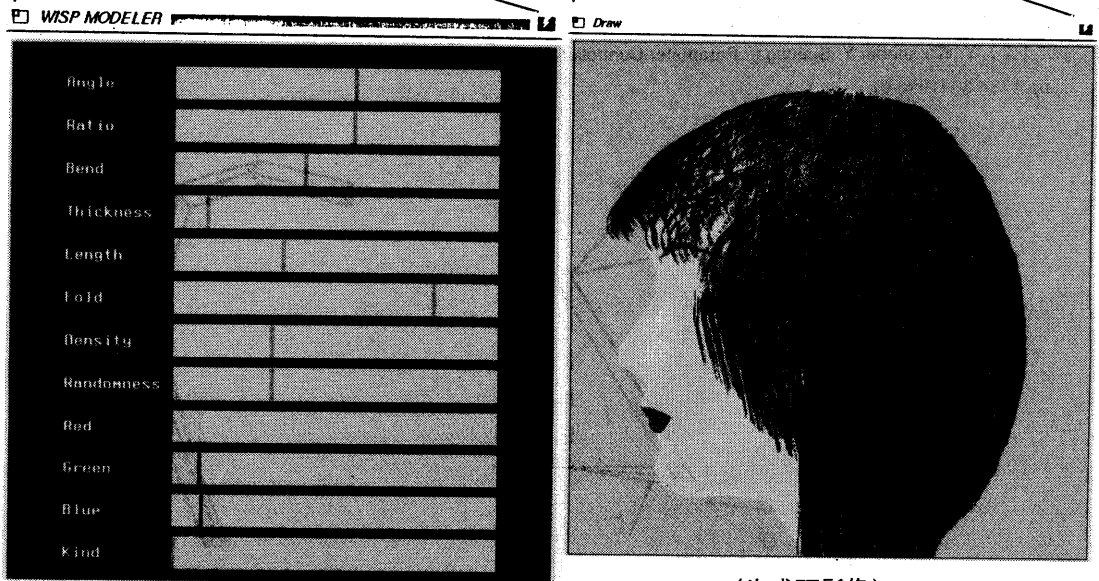 WISP MODELER
Draw
Angle
Ratio
Bend
Thickness
Length
Fold
Density
Randomness
Red
Green
Blue
Kind